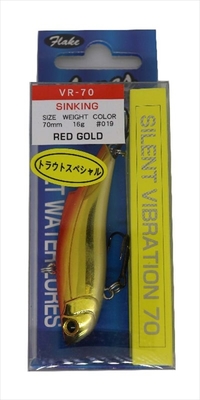 Flake
VR-70
SINKING
SIZE WEIGHT COLOR
70mm 16g #019
RED GOLD
トラウトスペシャル
SILENT VIBRATION 70
T WATER LURES